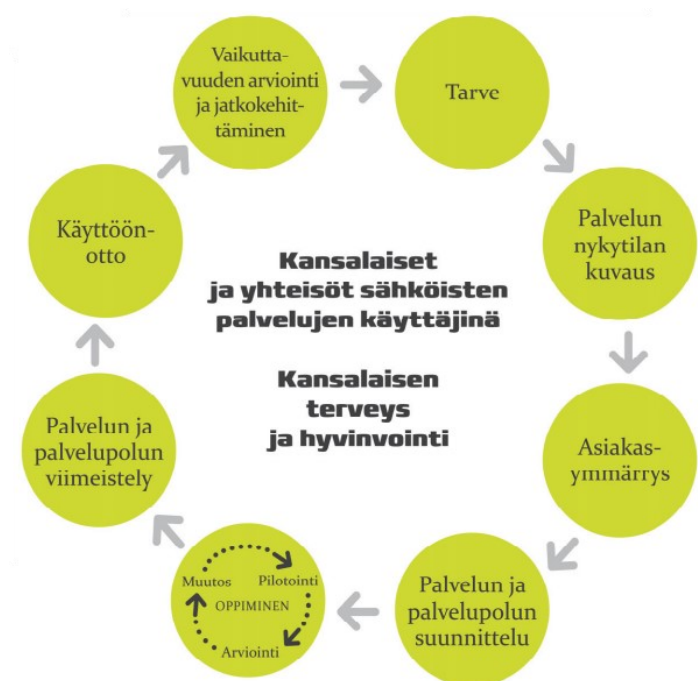 Vaikutta-
vuuden arviointi
ja jatkokehit-
täminen
Tarve
Palvelun
nykytilan
kuvaus
Asiakas-
ymmärrys
Palvelun ja
palvelupolun
suunnittelu
Muutos
Pilotointi
OPPIMINEN
Arviointi
Palvelun ja
palvelupolun
viimeistely
Käyttöön-
otto
Kansalaiset
ja yhteisöt sähköisten
palvelujen käyttäjinä
Kansalaisen
terveys
ja hyvinvointi